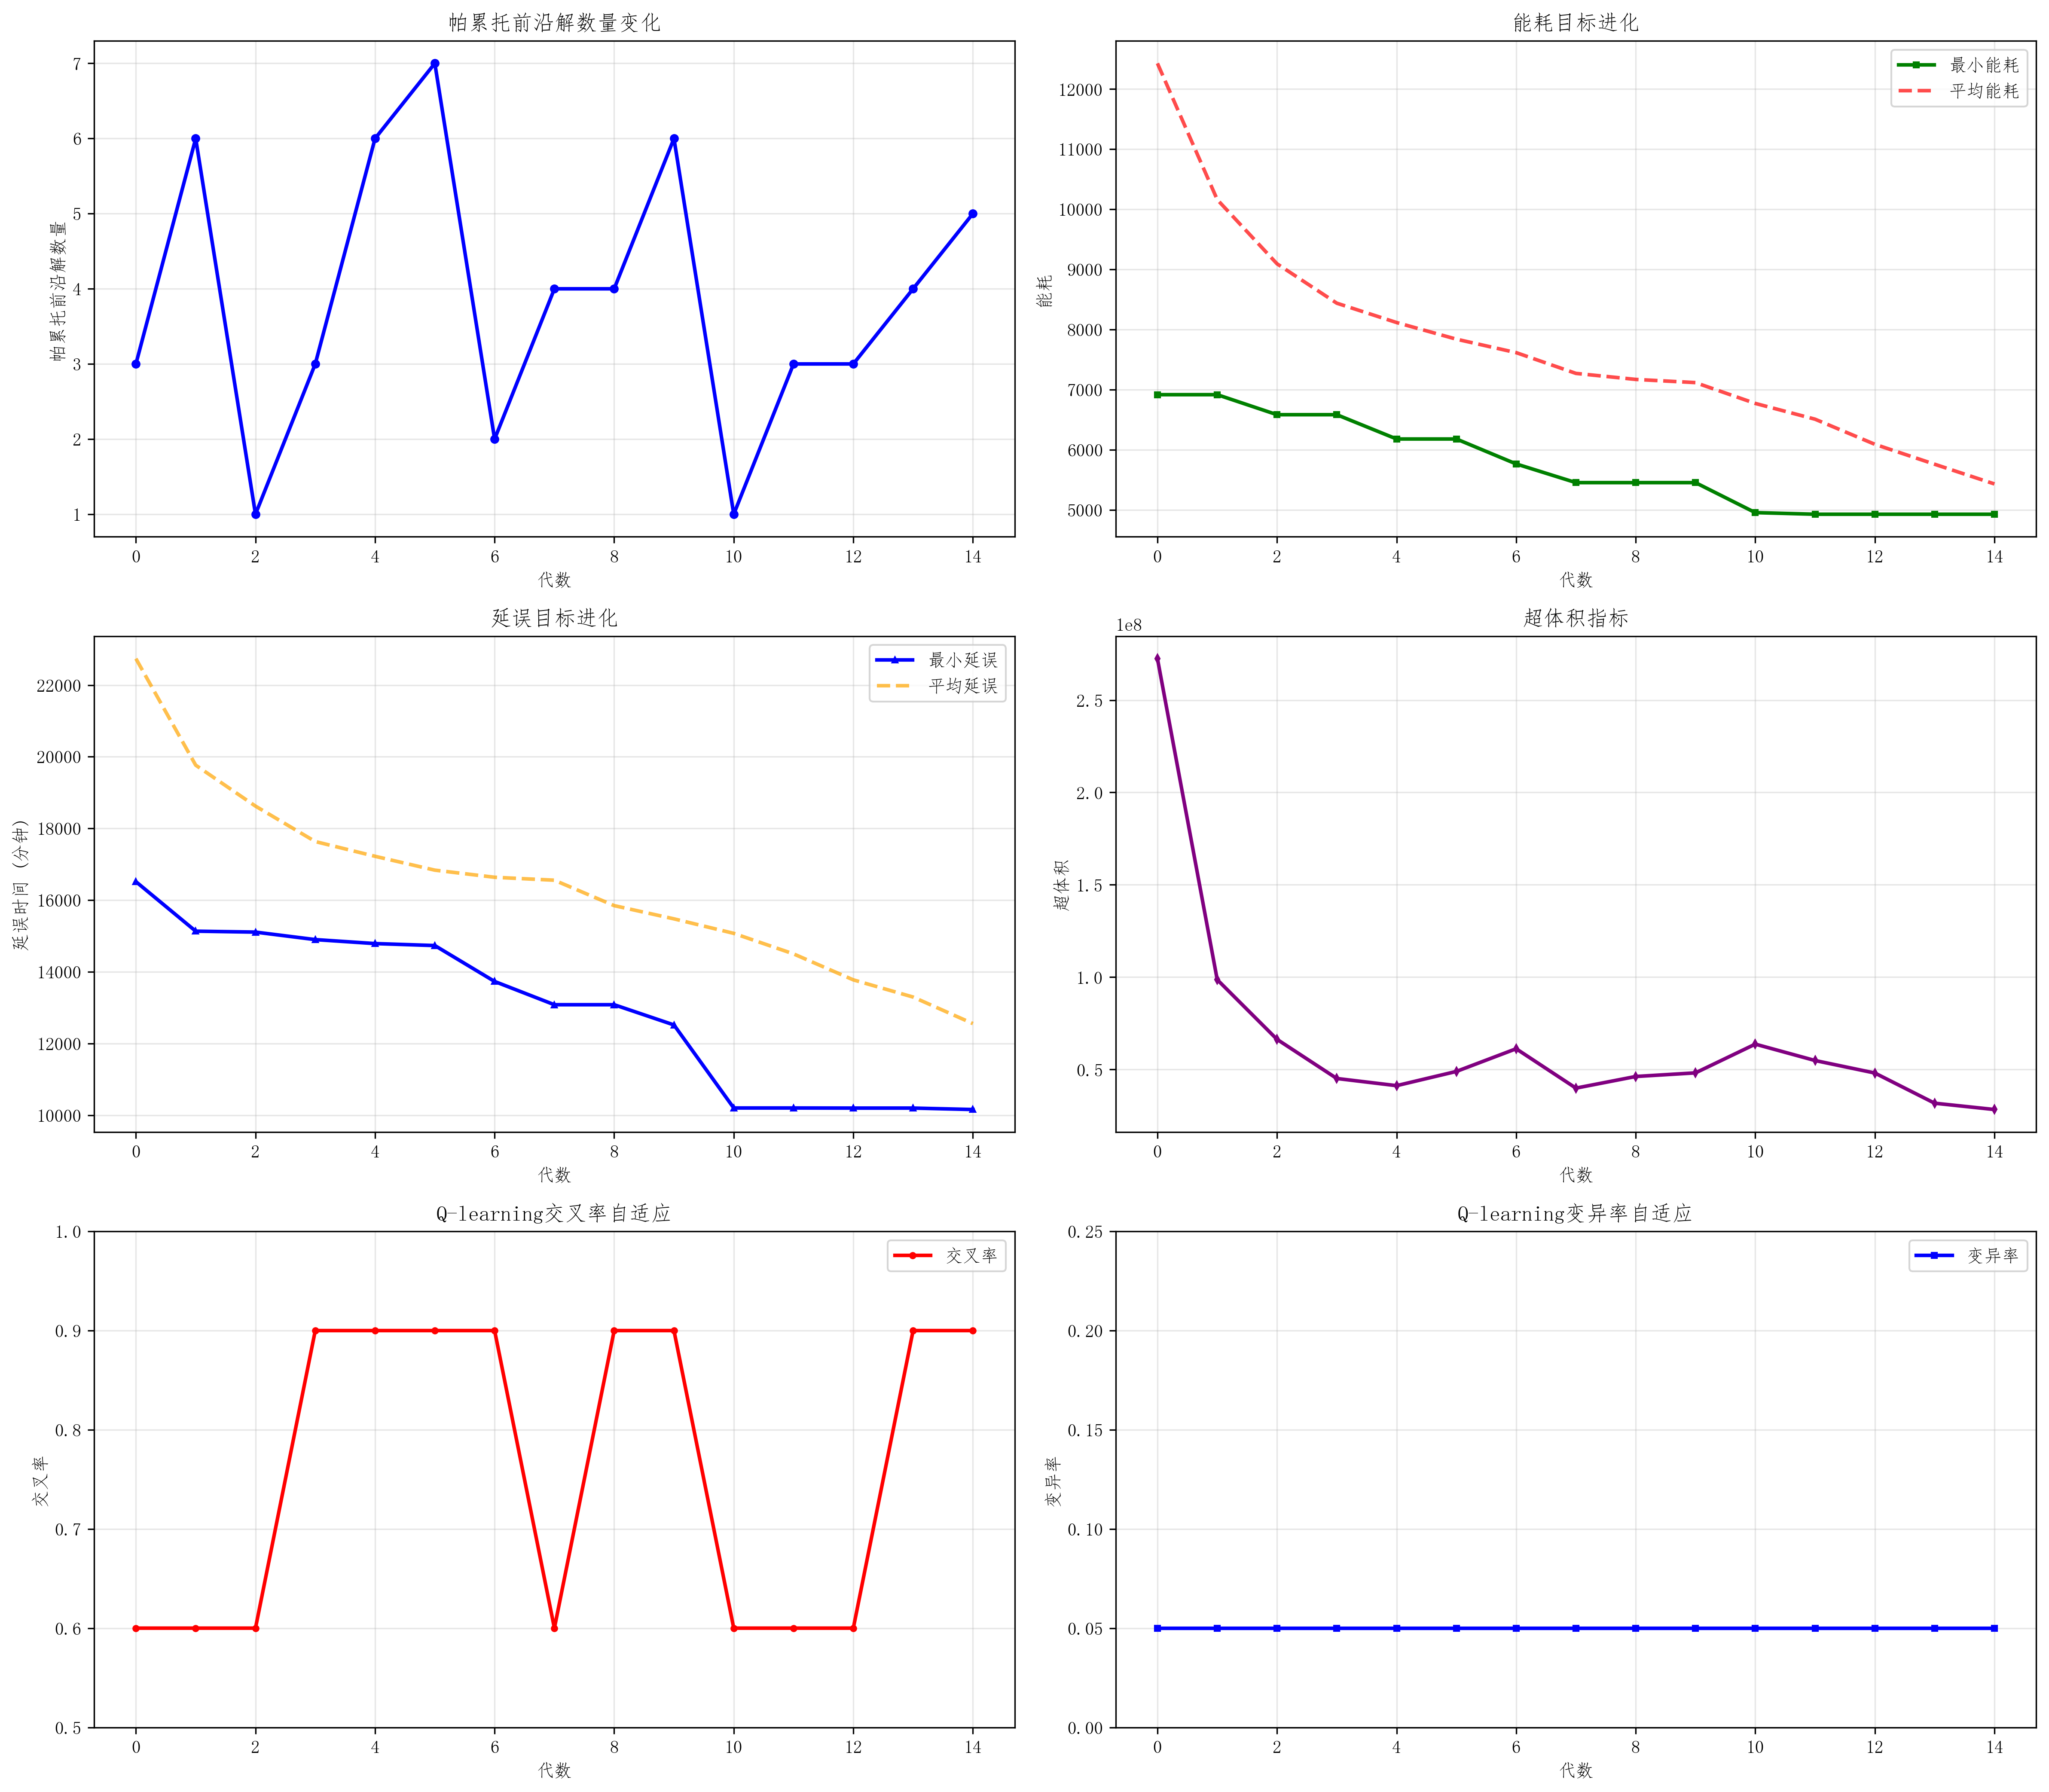 帕累托前沿解数量变化
帕累托前沿解数量
7
6
5
4
3
2
1
0 2 4 6 8 10 12 14
代数
能耗目标进化
最小能耗
平均能耗
能耗
12000
11000
10000
9000
8000
7000
6000
5000
0 2 4 6 8 10 12 14
代数
延误目标进化
最小延误
平均延误
延误时间 (分钟)
22000
20000
18000
16000
14000
12000
10000
0 2 4 6 8 10 12 14
代数
超体积指标
1e8
超体积
2.5
2.0
1.5
1.0
0.5
0 2 4 6 8 10 12 14
代数
Q-learning交叉率自适应
交叉率
交叉率
1.0
0.9
0.8
0.7
0.6
0.5
0 2 4 6 8 10 12 14
代数
Q-learning变异率自适应
变异率
变异率
0.25
0.20
0.15
0.10
0.05
0.00
0 2 4 6 8 10 12 14
代数